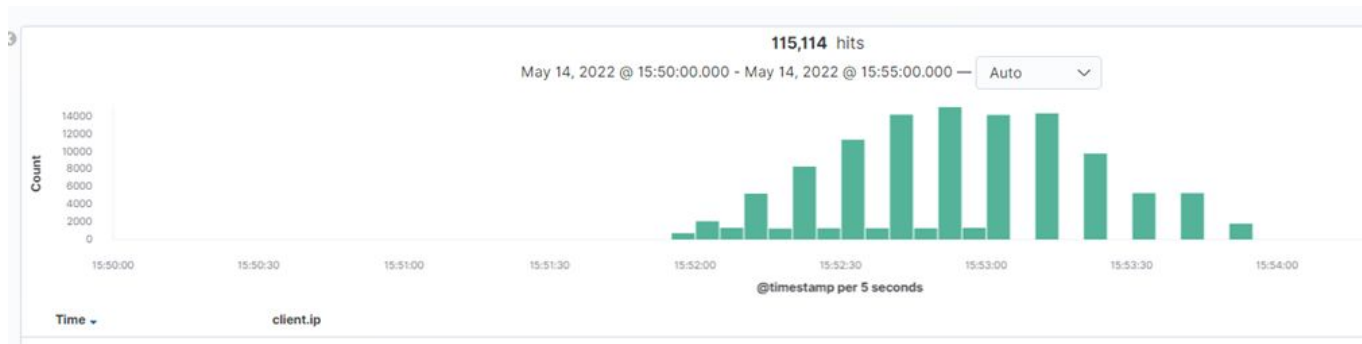 115,114 hits
May 14, 2022 @ 15:50:00.000 - May 14, 2022 @ 15:55:00.000 — Auto
14000
12000
10000
8000
6000
4000
2000
0
Count
15:50:00 15:50:30 15:51:00 15:51:30 15:52:00 15:52:30 15:53:00 15:53:30 15:54:00
@timestamp per 5 seconds
Time client.ip